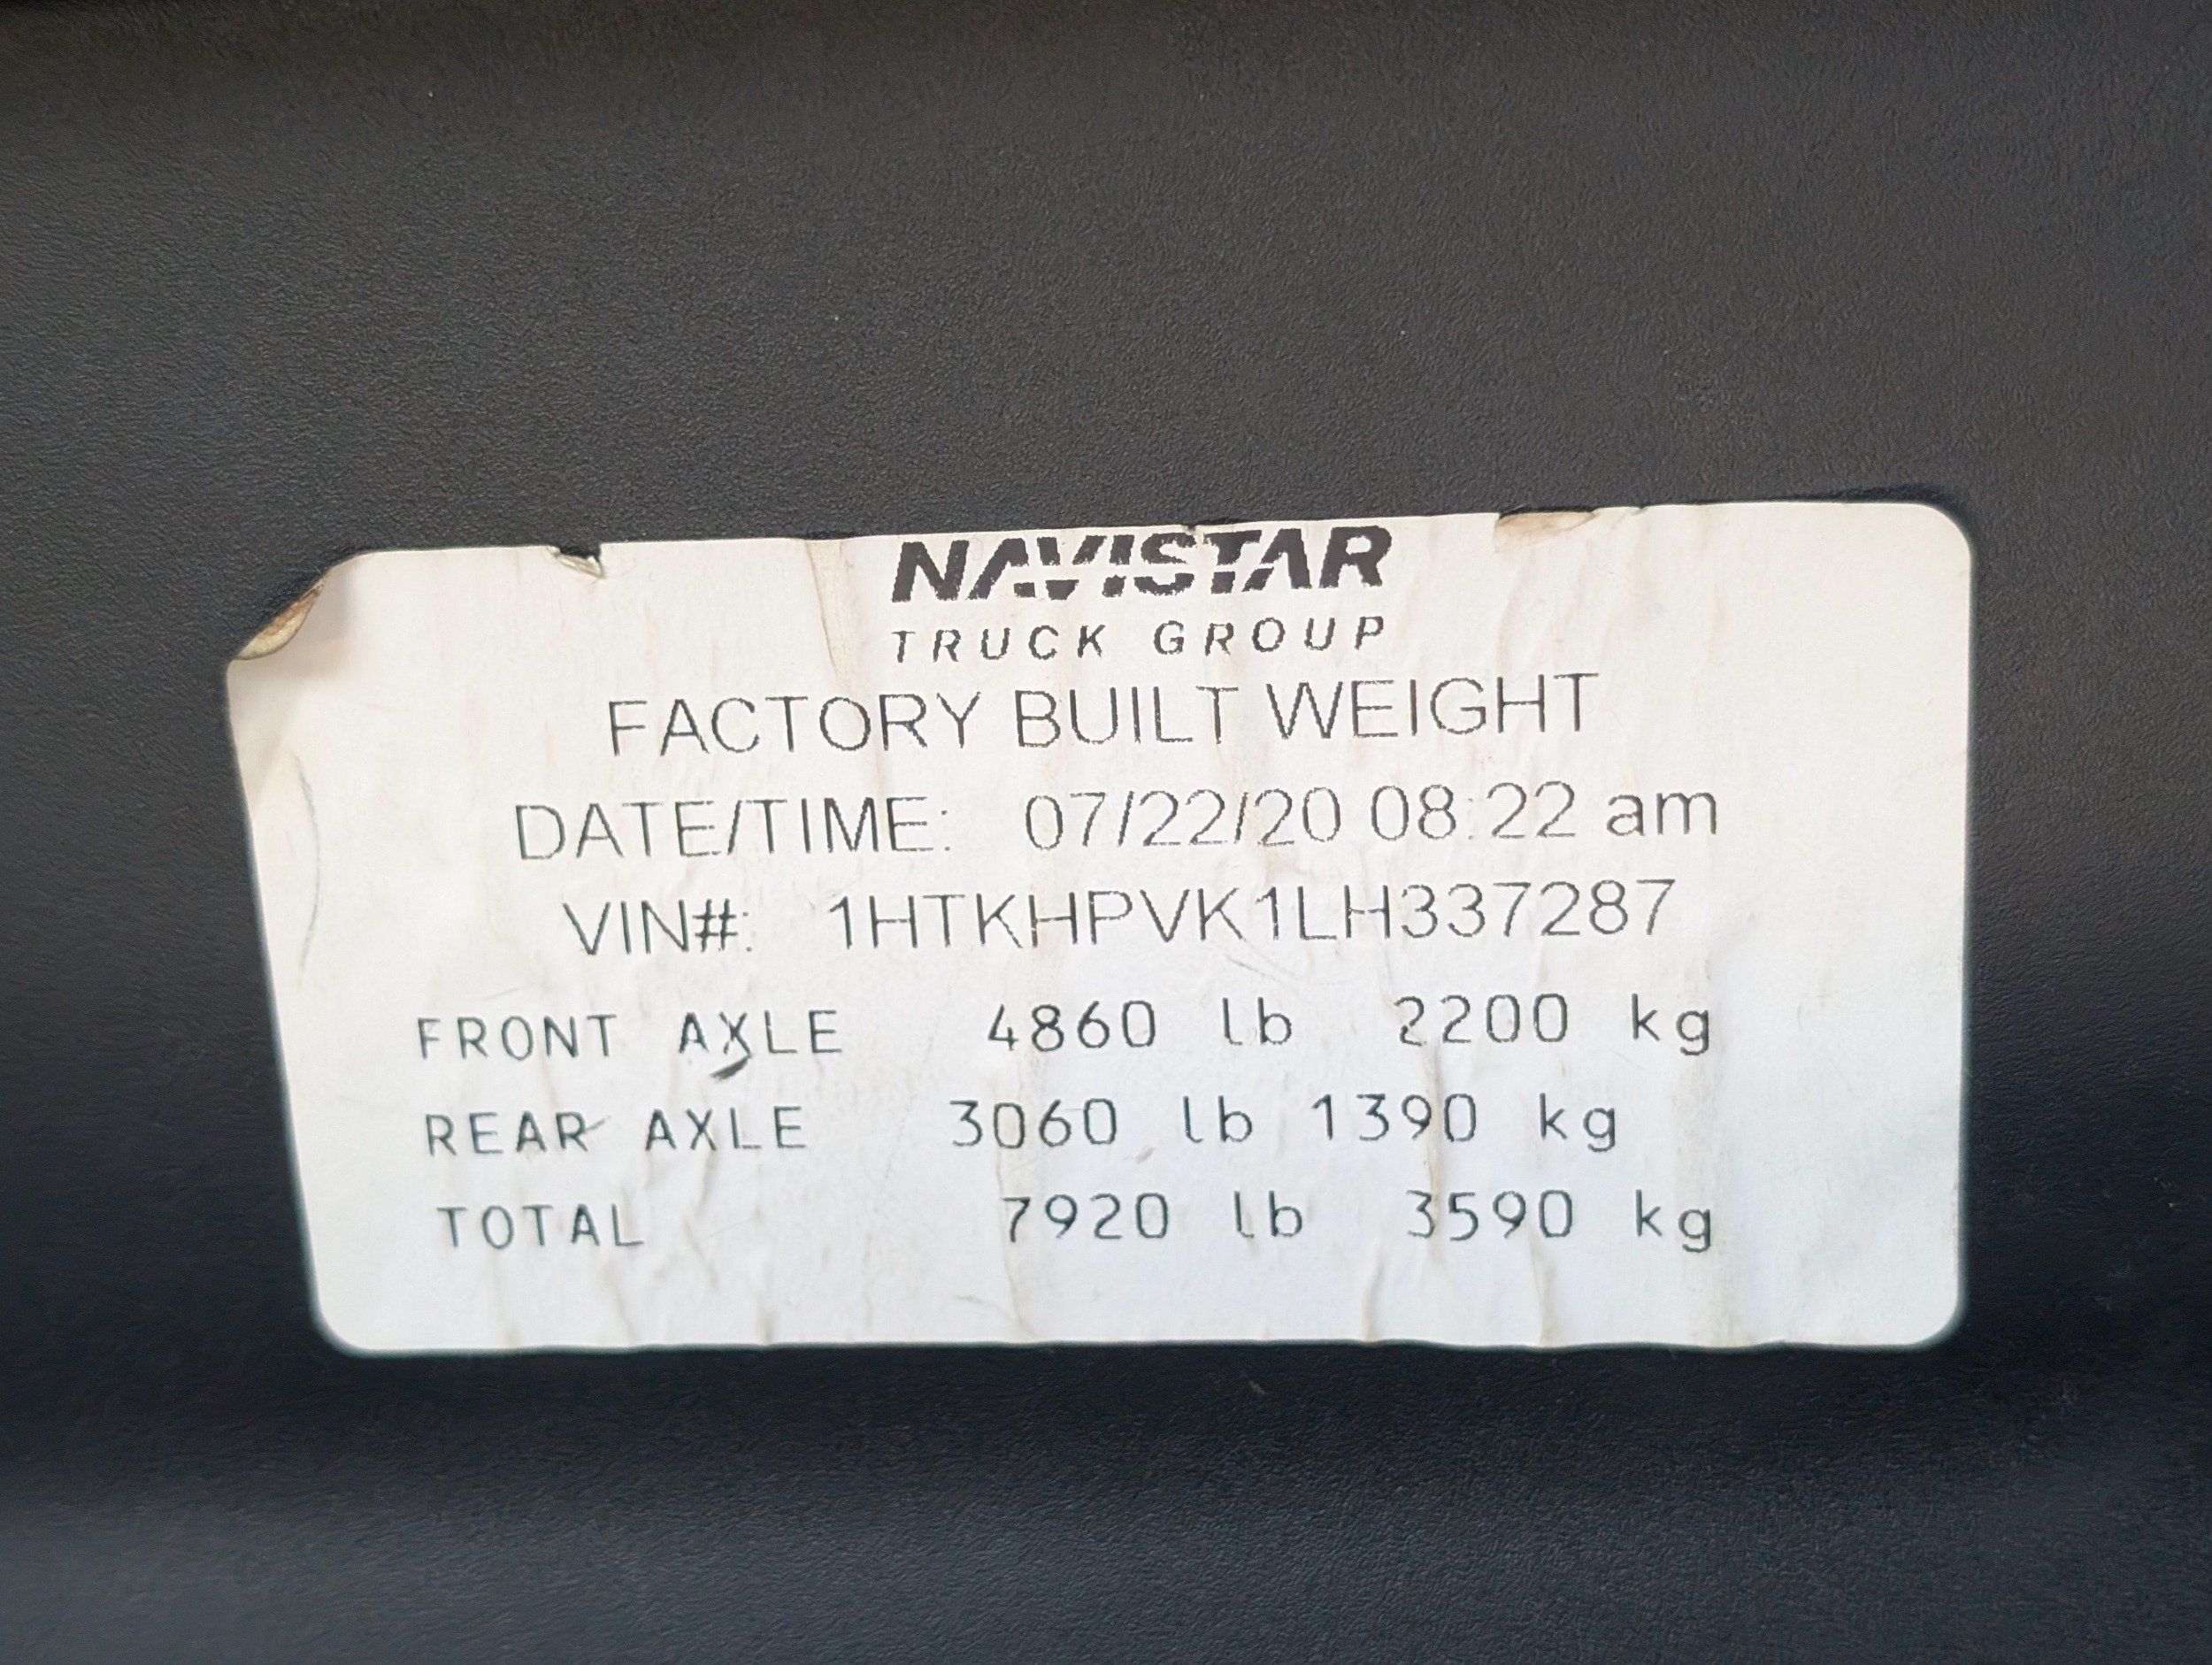 NAVISTAR
TRUCK GROUP
FACTORY BUILT WEIGHT
DATE/TIME: 07/22/20 08:22 am
VIN#: 1HTKHPVK1LH337287
FRONT AXLE 4860 lb 2200 kg
REAR AXLE 3060 lb 1390 kg
TOTAL 7920 lb 3590 kg